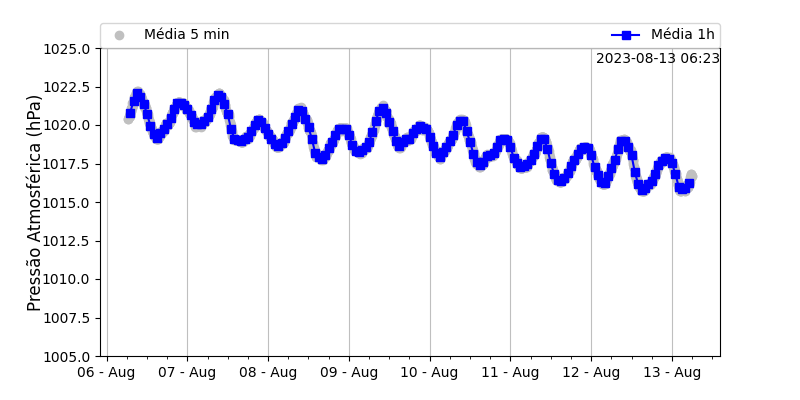 Média 5 min
Média 1h
2023-08-13 06:23
Pressão Atmosférica (hPa)
1025.0
1022.5
1020.0
1017.5
1015.0
1012.5
1010.0
1007.5
1005.0
06 - Aug
07 - Aug
08 - Aug
09 - Aug
10 - Aug
11 - Aug
12 - Aug
13 - Aug